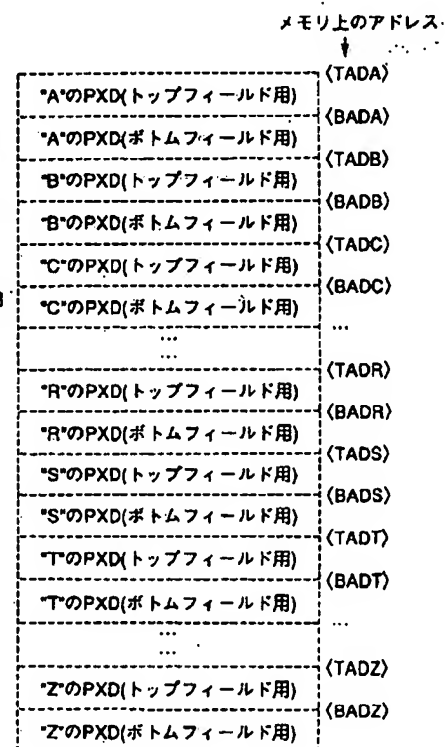 メモリ上のアドレス
↓
〈TADA〉
"A"のPXD(トップフィールド用)
〈BADA〉
"A"のPXD(ボトムフィールド用)
〈TADB〉
"B"のPXD(トップフィールド用)
〈BADB〉
"B"のPXD(ボトムフィールド用)
〈TADC〉
"C"のPXD(トップフィールド用)
〈BADC〉
"C"のPXD(ボトムフィールド用)
...
...
...
〈TADR〉
"R"のPXD(トップフィールド用)
〈BADR〉
"R"のPXD(ボトムフィールド用)
〈TADS〉
"S"のPXD(トップフィールド用)
〈BADS〉
"S"のPXD(ボトムフィールド用)
〈TADT〉
"T"のPXD(トップフィールド用)
〈BADT〉
"T"のPXD(ボトムフィールド用)
...
...
...
〈TADZ〉
"Z"のPXD(トップフィールド用)
〈BADZ〉
"Z"のPXD(ボトムフィールド用)